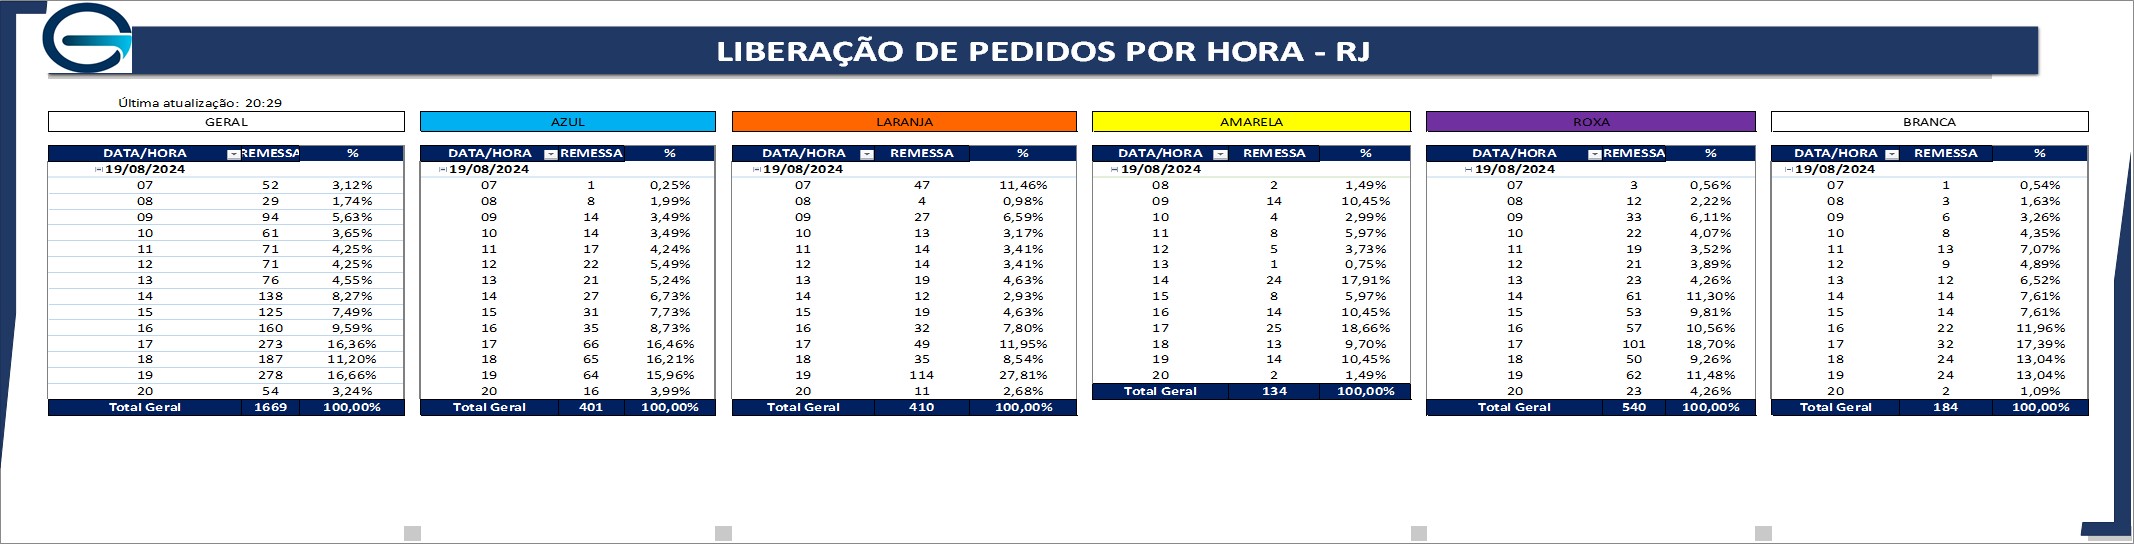 LIBERAÇÃO DE PEDIDOS POR HORA - RJ
Última atualização: 20:29
GERAL AZUL LARANJA AMARELA ROXA BRANCA
DATA/HORA REMESSA % DATA/HORA REMESSA % DATA/HORA REMESSA % DATA/HORA REMESSA % DATA/HORA REMESSA % DATA/HORA REMESSA %
19/08/2024 19/08/2024 19/08/2024 19/08/2024 19/08/2024 19/08/2024
07 52 3,12% 07 1 0,25% 07 47 11,46% 08 2 1,49% 07 3 0,56% 07 1 0,54%
08 29 1,74% 08 8 1,99% 08 4 0,98% 09 14 10,45% 08 12 2,22% 08 3 1,63%
09 94 5,63% 09 14 3,49% 09 27 6,59% 10 4 2,99% 09 33 6,11% 09 6 3,26%
10 61 3,65% 10 14 3,49% 10 13 3,17% 11 8 5,97% 10 22 4,07% 10 8 4,35%
11 71 4,25% 11 17 4,24% 11 14 3,41% 12 5 3,73% 11 19 3,52% 11 13 7,07%
12 71 4,25% 12 22 5,49% 12 14 3,41% 13 1 0,75% 12 21 3,89% 12 9 4,89%
13 76 4,55% 13 21 5,24% 13 19 4,63% 14 24 17,91% 13 23 4,26% 13 12 6,52%
14 138 8,27% 14 27 6,73% 14 12 2,93% 15 8 5,97% 14 61 11,30% 14 14 7,61%
15 125 7,49% 15 31 7,73% 15 19 4,63% 16 14 10,45% 15 53 9,81% 15 14 7,61%
16 160 9,59% 16 35 8,73% 16 32 7,80% 17 25 18,66% 16 57 10,56% 16 22 11,96%
17 273 16,36% 17 66 16,46% 17 49 11,95% 18 13 9,70% 17 101 18,70% 17 32 17,39%
18 187 11,20% 18 65 16,21% 18 35 8,54% 19 14 10,45% 18 50 9,26% 18 24 13,04%
19 278 16,66% 19 64 15,96% 19 114 27,81% 20 2 1,49% 19 62 11,48% 19 24 13,04%
20 54 3,24% 20 16 3,99% 20 11 2,68% Total Geral 134 100,00% 20 23 4,26% 20 2 1,09%
Total Geral 1669 100,00% Total Geral 401 100,00% Total Geral 410 100,00% Total Geral 540 100,00% Total Geral 184 100,00%